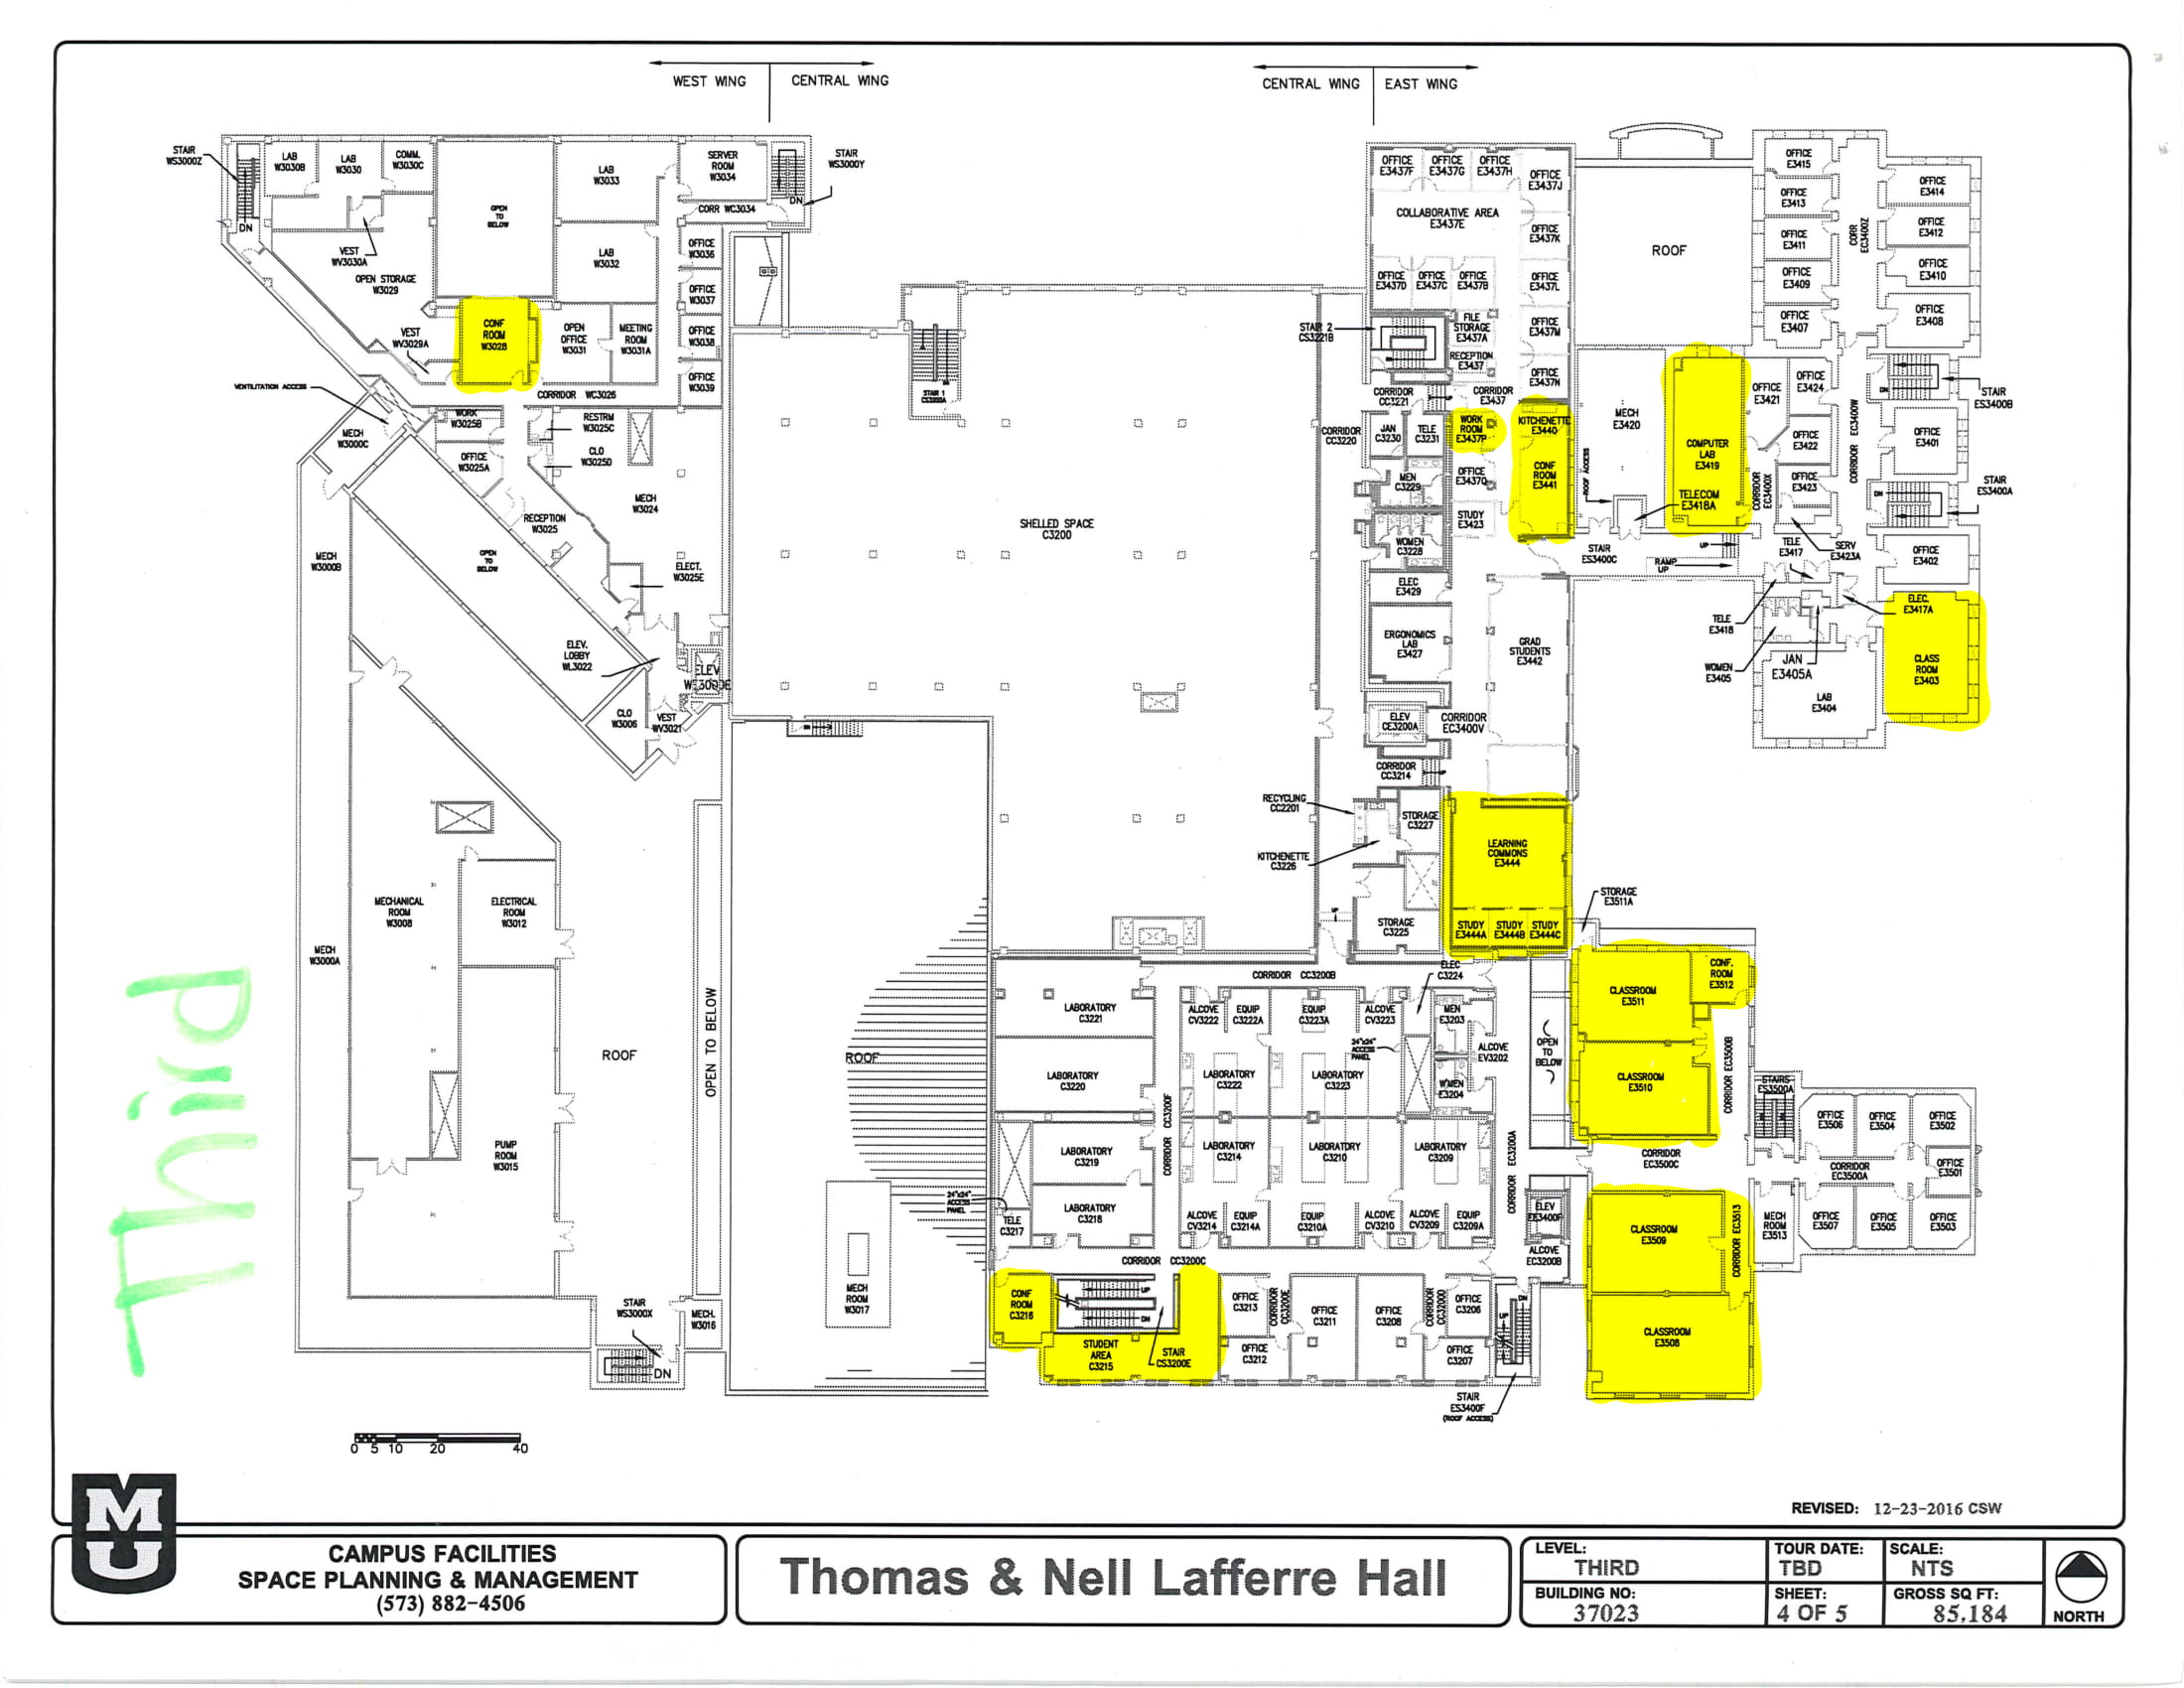 WEST WING
CENTRAL WING
CENTRAL WING
EAST WING
STAIR
WS3000Z
LAB
W3030B
LAB
W3030
COMM.
W3030C
OPEN
TO
BELOW
LAB
W3033
SERVER
ROOM
W3034
STAIR
WS3000Y
DN
DN
CORR WC3034
VEST
WV3030A
OPEN STORAGE
W3029
LAB
W3032
OFFICE
W3036
OFFICE
W3037
OFFICE
W3038
OFFICE
W3039
VEST
WV3029A
CONF
ROOM
W3028
OPEN
OFFICE
W3031
MEETING
ROOM
W3031A
CORRIDOR WC3026
VENTILITATION ACCESS
MECH
W3000C
WORK
W3025B
OFFICE
W3025A
RESTRM
W3025C
CLO
W3025D
MECH
W3024
RECEPTION
W3025
OPEN
TO
BELOW
ELECT.
W3025E
MECH
W3000B
ELEV.
LOBBY
WL3022
ELEV
CLO
W3006
VEST
WV3021
MECHANICAL
ROOM
W3008
ELECTRICAL
ROOM
W3012
MECH
W3000A
PUMP
ROOM
W3015
ROOF
OPEN TO BELOW
STAIR
WS3000X
DN
MECH.
W3016
ROOF
MECH
ROOM
W3017
STAIR 1
CS3200A
SHELLED SPACE
C3200
OFFICE
E3437F
OFFICE
E3437G
OFFICE
E3437H
OFFICE
E3437J
COLLABORATIVE AREA
E3437E
OFFICE
E3437K
OFFICE
E3437D
OFFICE
E3437C
OFFICE
E3437B
OFFICE
E3437L
FILE
STORAGE
E3437A
OFFICE
E3437M
STAIR 2
CS3221B
RECEPTION
E3437
OFFICE
E3437N
CORRIDOR
CC3221
UP
CORRIDOR
E3437
CORRIDOR
CC3220
JAN
C3230
TELE
C3231
WORK
ROOM
E3437P
KITCHENETTE
E3440
MEN
C3229
OFFICE
E3437Q
CONF
ROOM
E3441
WOMEN
C3228
STUDY
E3423
ELEC
E3429
ERGONOMICS
LAB
E3427
GRAD
STUDENTS
E3442
ELEV
CE3200A
CORRIDOR
EC3400V
CORRIDOR
CC3214
UP
RECYCLING
CC2201
STORAGE
C3227
KITCHENETTE
C3226
LEARNING
COMMONS
E3444
UP
STORAGE
C3225
STUDY
E3444A
STUDY
E3444B
STUDY
E3444C
ROOF
OFFICE
E3415
OFFICE
E3413
OFFICE
E3411
OFFICE
E3409
OFFICE
E3407
CORR
EC3400Z
OFFICE
E3414
OFFICE
E3412
OFFICE
E3410
OFFICE
E3408
MECH
E3420
ROOF ACCESS
COMPUTER
LAB
E3419
TELECOM
E3418A
OFFICE
E3421
OFFICE
E3424
OFFICE
E3422
OFFICE
E3423
CORRIDOR
EC3400X
CORRIDOR EC3400W
DN
STAIR
ES3400B
OFFICE
E3401
DN
STAIR
ES3400A
STAIR
ES3400C
UP
RAMP
UP
TELE
E3417
SERV
E3423A
OFFICE
E3402
ELEC.
E3417A
TELE
E3418
WOMEN
E3405
JAN
E3405A
LAB
E3404
CLASS
ROOM
E3403
STORAGE
E3511A
CLASSROOM
E3511
CONF.
ROOM
E3512
CLASSROOM
E3510
CORRIDOR EC3500B
OPEN
TO
BELOW
CORRIDOR CC3200B
ELEC
C3224
LABORATORY
C3221
ALCOVE
CV3222
EQUIP
C3222A
EQUIP
C3223A
ALCOVE
CV3223
MEN
E3203
24"x24"
ACCESS
PANEL
ALCOVE
EV3202
LABORATORY
C3220
LABORATORY
C3222
LABORATORY
C3223
W'MEN
E3204
CORRIDOR CC3200F
CORRIDOR EC3200A
LABORATORY
C3219
LABORATORY
C3214
LABORATORY
C3210
LABORATORY
C3209
24"x24"
ACCESS
PANEL
TELE
C3217
LABORATORY
C3218
ALCOVE
CV3214
EQUIP
C3214A
EQUIP
C3210A
ALCOVE
CV3210
ALCOVE
CV3209
EQUIP
C3209A
CORRIDOR CC3200C
CONF
ROOM
C3216
UP
DN
STUDENT
AREA
C3215
STAIR
CS3200E
OFFICE
C3213
CORRIDOR
CC3200E
OFFICE
C3212
OFFICE
C3211
OFFICE
C3208
CORRIDOR
CC3200D
OFFICE
C3206
OFFICE
C3207
UP
DN
STAIR
ES3400F
(ROOF ACCESS)
ELEV
ALCOVE
EC3200B
CORRIDOR
EC3500C
STAIRS
ES3500A
OFFICE
E3506
OFFICE
E3504
OFFICE
E3502
CORRIDOR
EC3500A
OFFICE
E3501
OFFICE
E3507
OFFICE
E3505
OFFICE
E3503
MECH
ROOM
E3513
CLASSROOM
E3509
CORRIDOR EC3513
CLASSROOM
E3508
Third
0 5 10 20 40
REVISED: 12-23-2016 CSW
MU
CAMPUS FACILITIES
SPACE PLANNING & MANAGEMENT
(573) 882-4506
Thomas & Nell Lafferre Hall
LEVEL:
THIRD
TOUR DATE:
TBD
SCALE:
NTS
BUILDING NO:
37023
SHEET:
4 OF 5
GROSS SQ FT:
85,184
NORTH